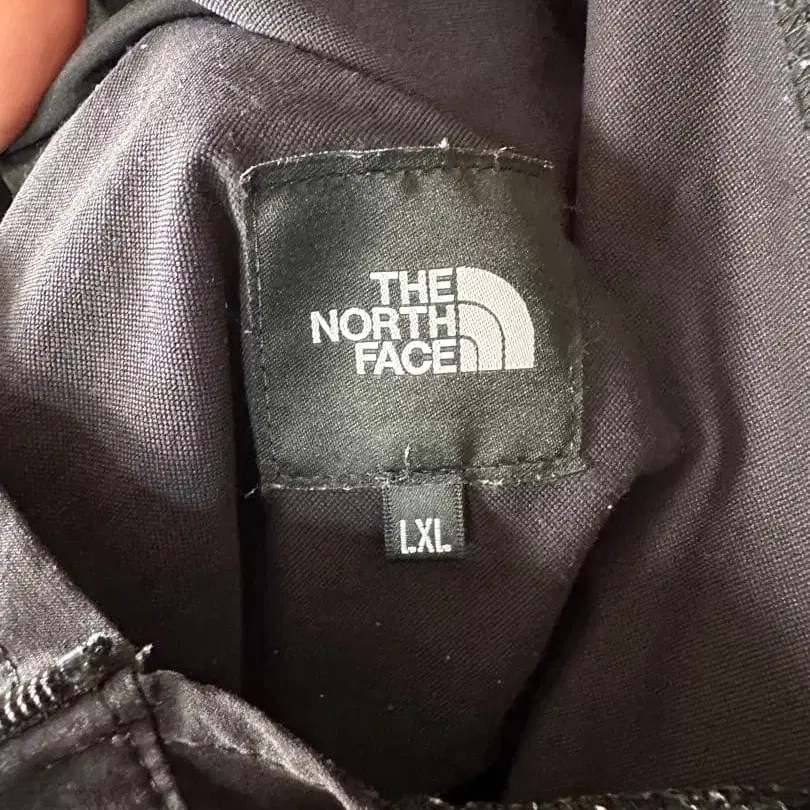 THE
NORTH
FACE
L.XL